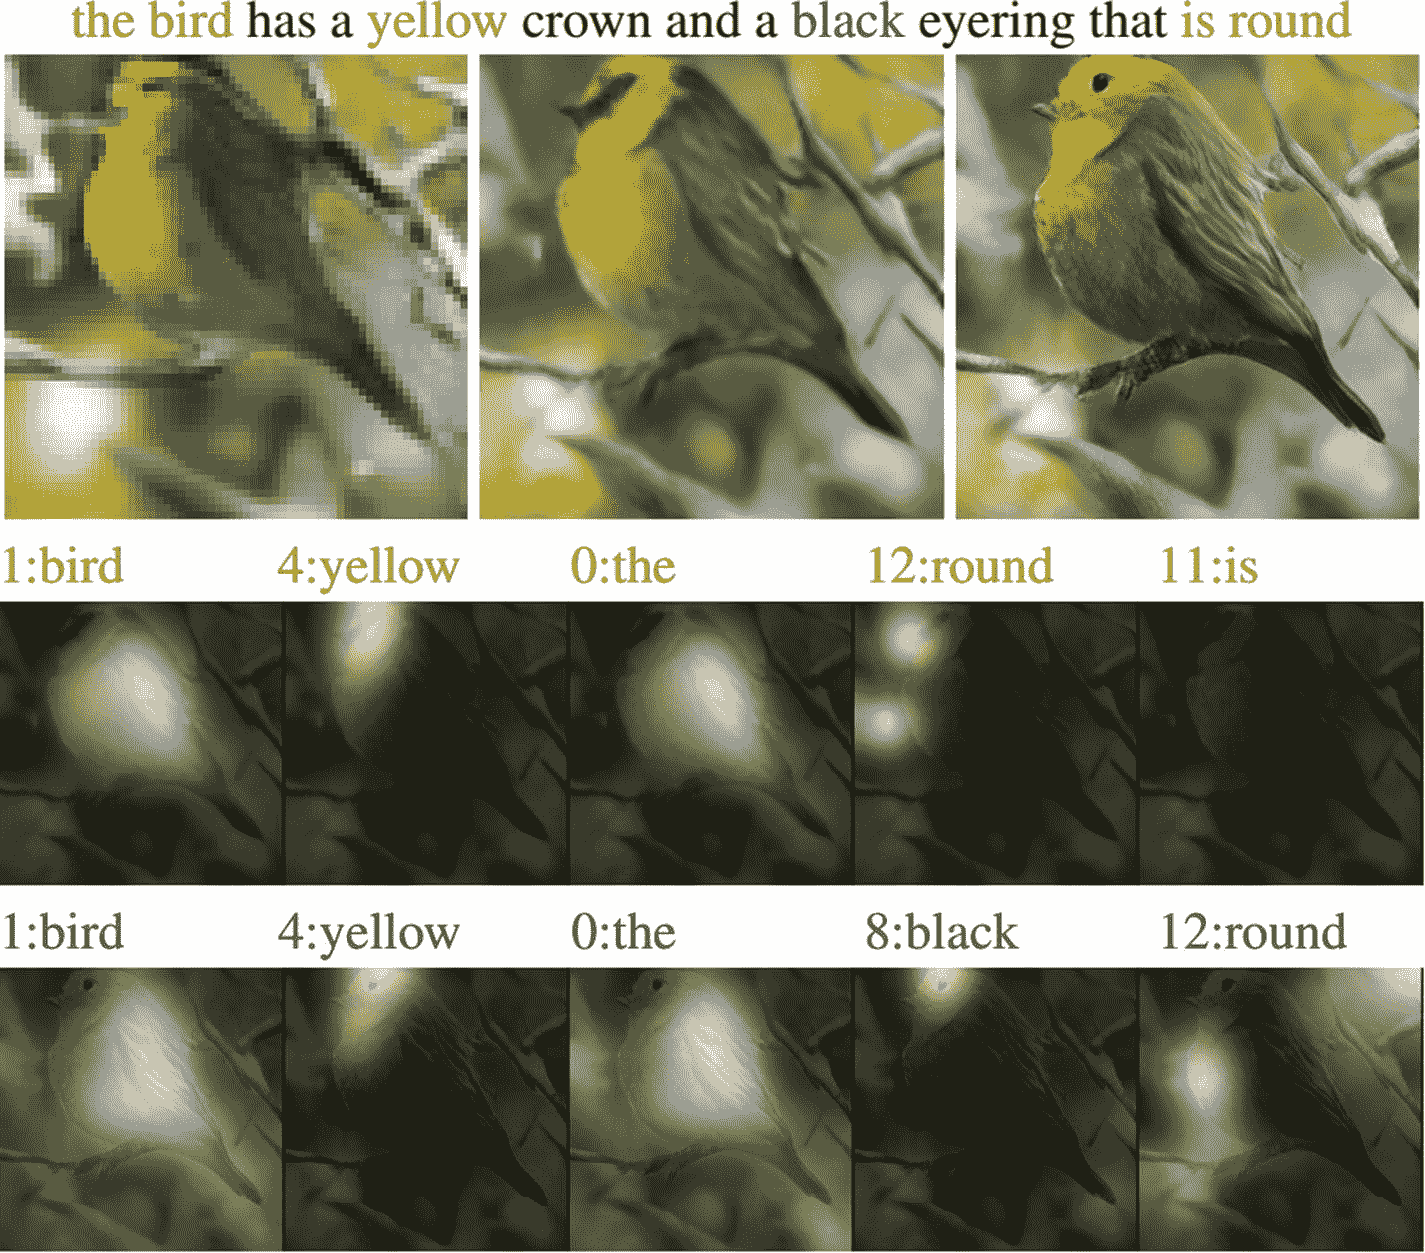 the bird has a yellow crown and a black eyering that is round
1:bird 4:yellow 0:the 12:round 11:is
1:bird 4:yellow 0:the 8:black 12:round